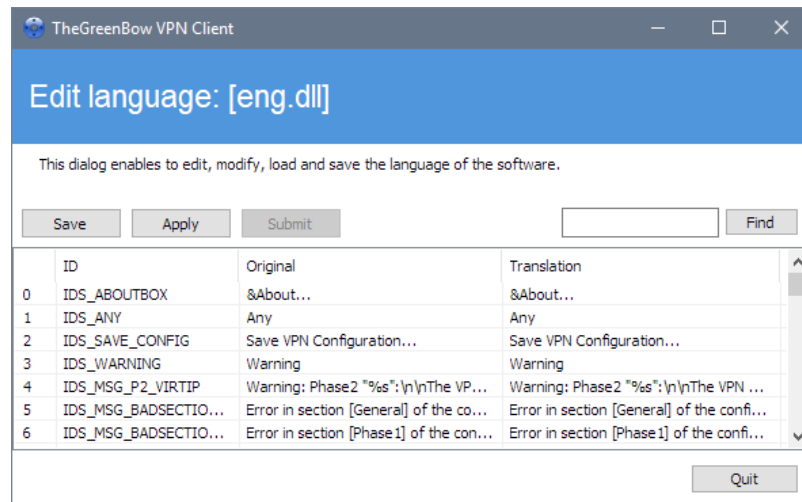 TheGreenBow VPN Client
Edit language: [eng.dll]
This dialog enables to edit, modify, load and save the language of the software.
Save Apply Submit Find
ID Original Translation
0 IDS_ABOUTBOX &About... &About...
1 IDS_ANY Any Any
2 IDS_SAVE_CONFIG Save VPN Configuration... Save VPN Configuration...
3 IDS_WARNING Warning Warning
4 IDS_MSG_P2_VIRTIP Warning: Phase2 "%s":\n\nThe VP... Warning: Phase2 "%s":\n\nThe VPN ...
5 IDS_MSG_BADSECTIO... Error in section [General] of the co... Error in section [General] of the confi...
6 IDS_MSG_BADSECTIO... Error in section [Phase1] of the con... Error in section [Phase1] of the confi...
Quit